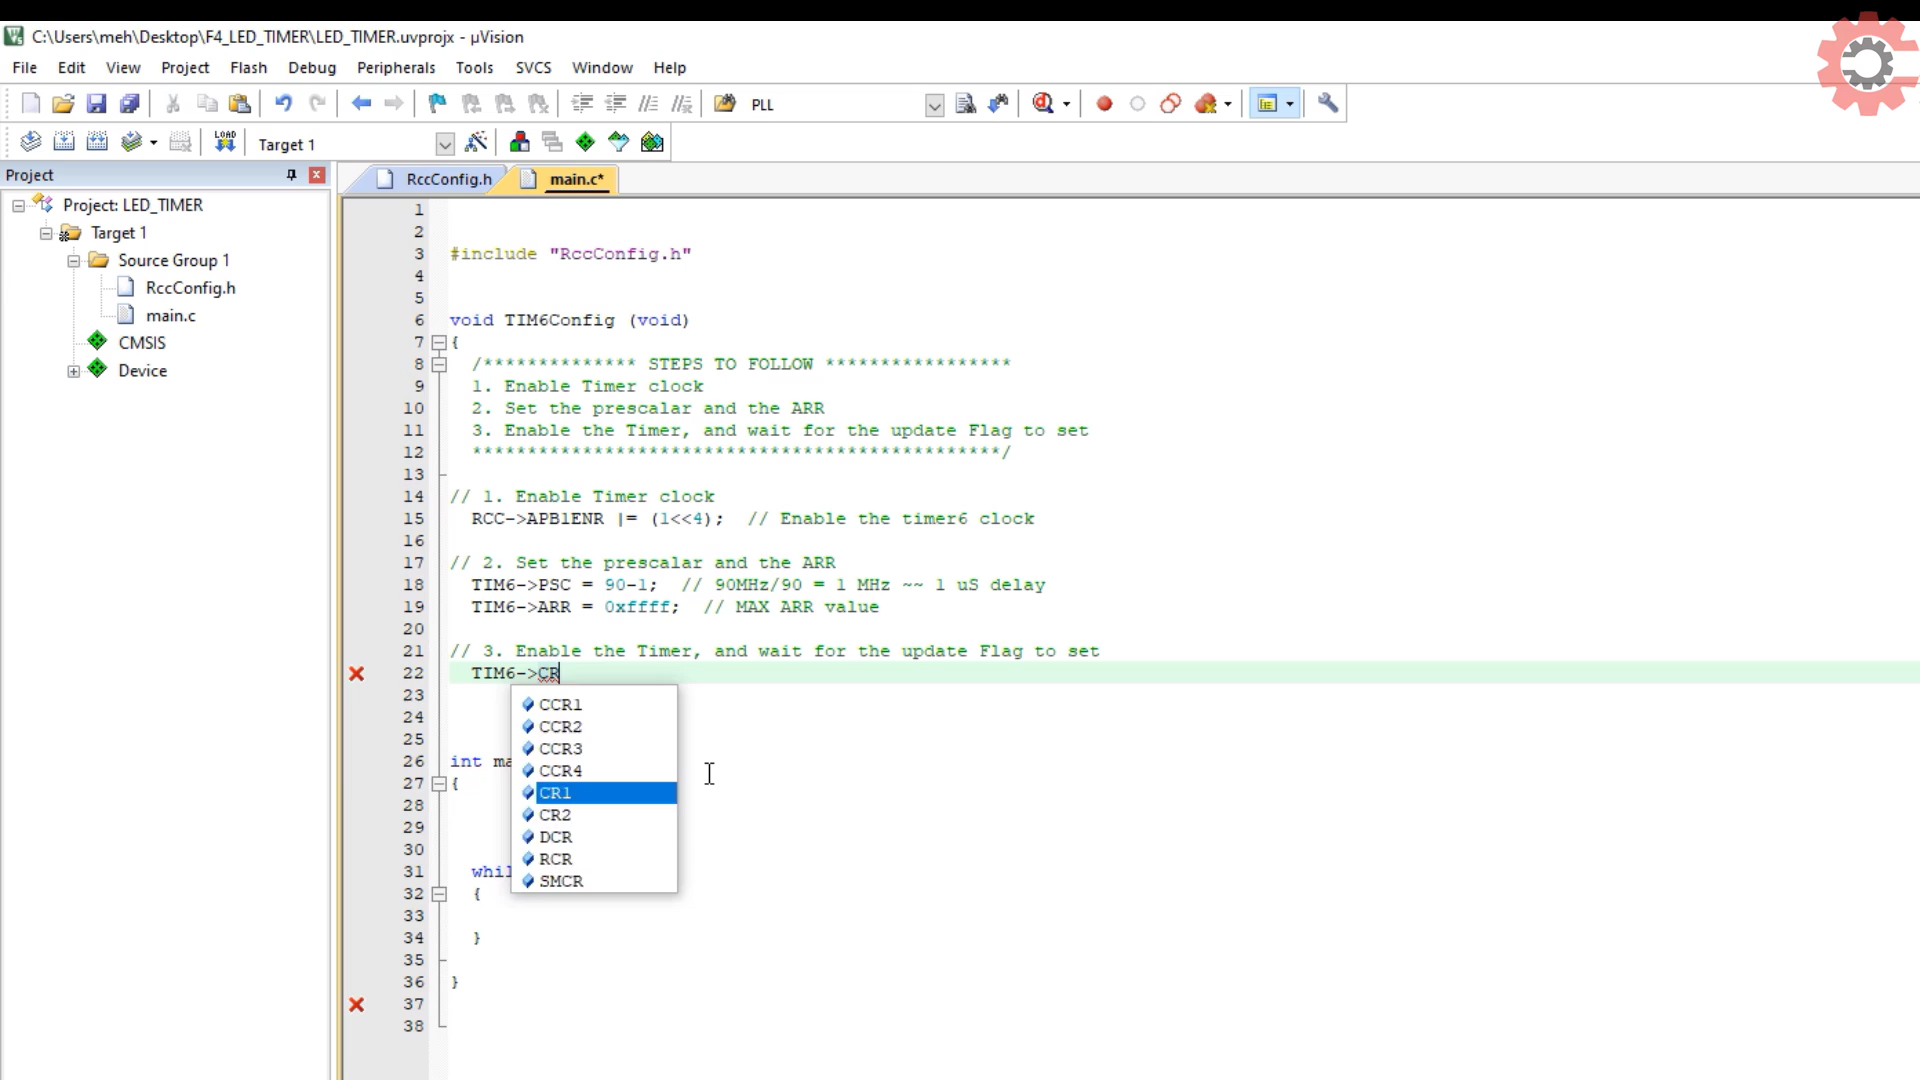 C:\Users\meh\Desktop\F4_LED_TIMER\LED_TIMER.uvprojx - µVision
File Edit View Project Flash Debug Peripherals Tools SVCS Window Help
PLL
LOAD Target 1
Project
Project: LED_TIMER
Target 1
Source Group 1
RccConfig.h
main.c
CMSIS
Device
RccConfig.h main.c*
1
2
3 #include "RccConfig.h"
4
5
6 void TIM6Config (void)
7 {
8 /************** STEPS TO FOLLOW *****************
9 1. Enable Timer clock
10 2. Set the prescalar and the ARR
11 3. Enable the Timer, and wait for the update Flag to set
12 ************************************************/
13
14 // 1. Enable Timer clock
15 RCC->APB1ENR |= (1<<4); // Enable the timer6 clock
16
17 // 2. Set the prescalar and the ARR
18 TIM6->PSC = 90-1; // 90MHz/90 = 1 MHz ~~ 1 uS delay
19 TIM6->ARR = 0xffff; // MAX ARR value
20
21 // 3. Enable the Timer, and wait for the update Flag to set
22 TIM6->CR
23
24
25
26 int ma
27 {
28
29
30
31 whil
32 {
33
34 }
35
36 }
37
38
CCR1
CCR2
CCR3
CCR4
CR1
CR2
DCR
RCR
SMCR